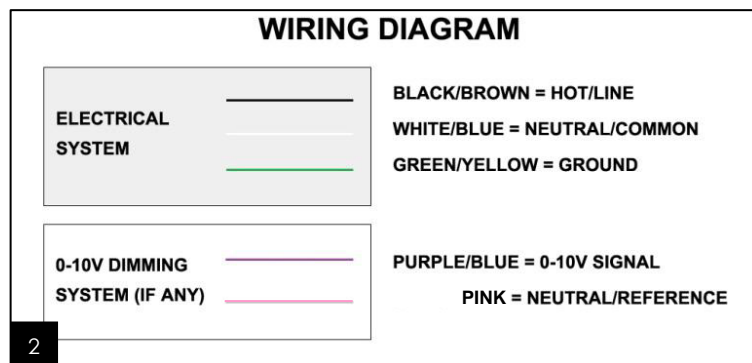 WIRING DIAGRAM
ELECTRICAL
SYSTEM
BLACK/BROWN = HOT/LINE
WHITE/BLUE = NEUTRAL/COMMON
GREEN/YELLOW = GROUND
0-10V DIMMING
SYSTEM (IF ANY)
PURPLE/BLUE = 0-10V SIGNAL
PINK = NEUTRAL/REFERENCE
2